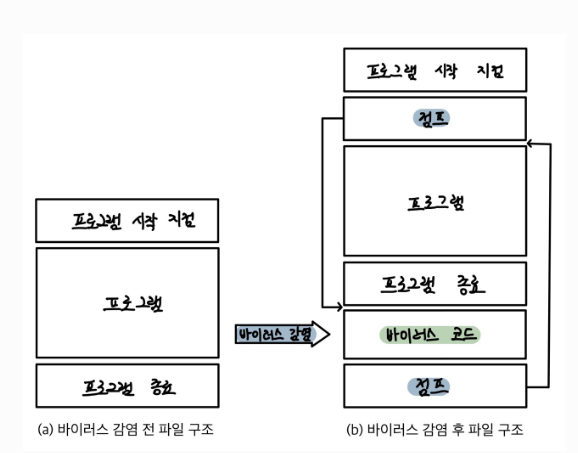 프로그램 시작 지점
점프
프로그램
프로그램 종료
바이러스 코드
점프
프로그램 시작 지점
프로그램
프로그램 종료
바이러스 감염
(a) 바이러스 감염 전 파일 구조
(b) 바이러스 감염 후 파일 구조